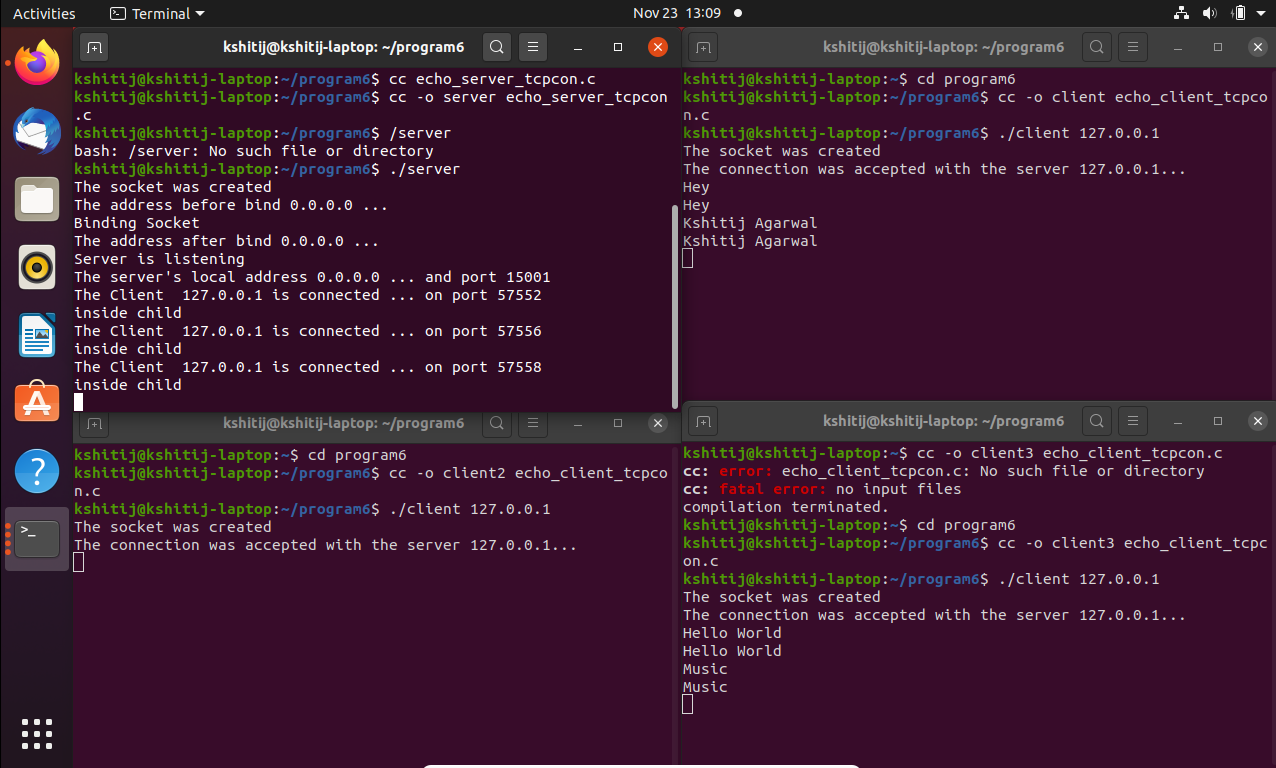 Activities
Terminal
Nov 23 13:09
kshitij@kshitij-laptop: ~/program6
kshitij@kshitij-laptop:~/program6$ cc echo_server_tcpcon.c
kshitij@kshitij-laptop:~/program6$ cc -o server echo_server_tcpcon
.c
kshitij@kshitij-laptop:~/program6$ /server
bash: /server: No such file or directory
kshitij@kshitij-laptop:~/program6$ ./server
The socket was created
The address before bind 0.0.0.0 ...
Binding Socket
The address after bind 0.0.0.0 ...
Server is listening
The server's local address 0.0.0.0 ... and port 15001
The Client  127.0.0.1 is connected ... on port 57552
inside child
The Client  127.0.0.1 is connected ... on port 57556
inside child
The Client  127.0.0.1 is connected ... on port 57558
inside child
kshitij@kshitij-laptop: ~/program6
kshitij@kshitij-laptop:~$ cd program6
kshitij@kshitij-laptop:~/program6$ cc -o client echo_client_tcpco
n.c
kshitij@kshitij-laptop:~/program6$ ./client 127.0.0.1
The socket was created
The connection was accepted with the server 127.0.0.1...
Hey
Hey
Kshitij Agarwal
Kshitij Agarwal
kshitij@kshitij-laptop: ~/program6
kshitij@kshitij-laptop:~$ cd program6
kshitij@kshitij-laptop:~/program6$ cc -o client2 echo_client_tcpco
n.c
kshitij@kshitij-laptop:~/program6$ ./client 127.0.0.1
The socket was created
The connection was accepted with the server 127.0.0.1...
kshitij@kshitij-laptop: ~/program6
kshitij@kshitij-laptop:~$ cc -o client3 echo_client_tcpcon.c
cc: error: echo_client_tcpcon.c: No such file or directory
cc: fatal error: no input files
compilation terminated.
kshitij@kshitij-laptop:~$ cd program6
kshitij@kshitij-laptop:~/program6$ cc -o client3 echo_client_tcpc
on.c
kshitij@kshitij-laptop:~/program6$ ./client 127.0.0.1
The socket was created
The connection was accepted with the server 127.0.0.1...
Hello World
Hello World
Music
Music